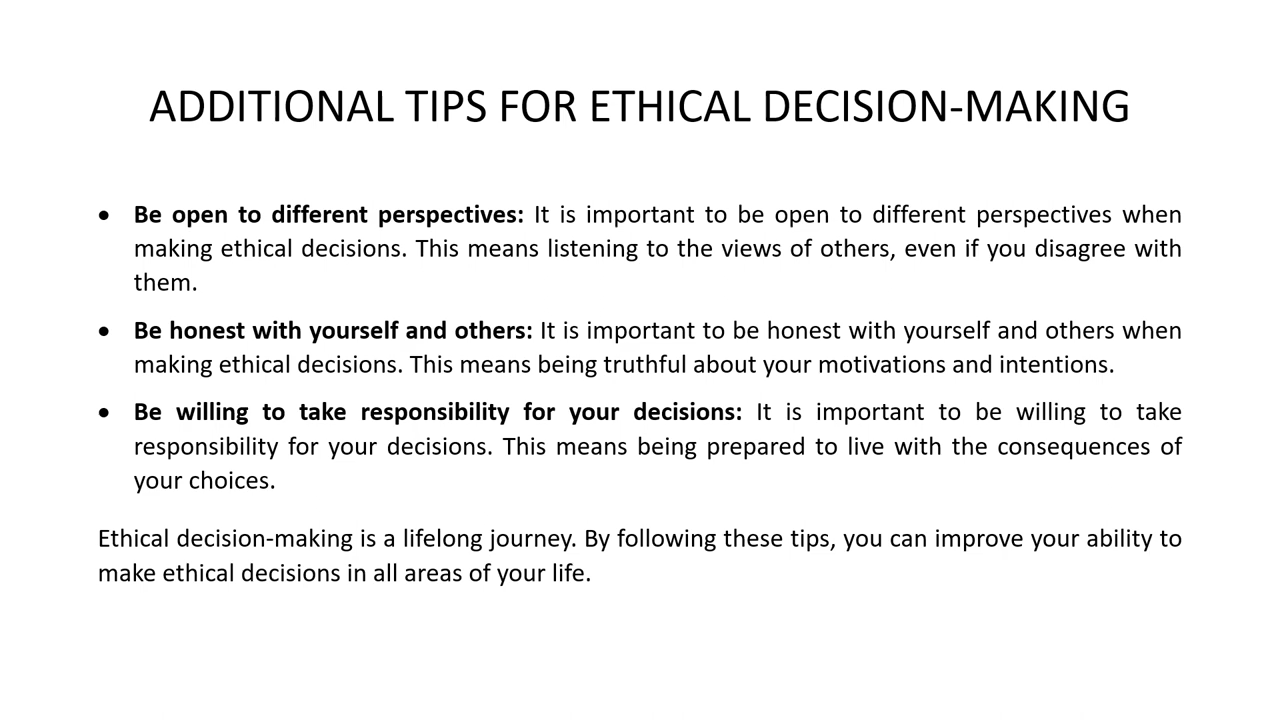 ADDITIONAL TIPS FOR ETHICAL DECISION-MAKING
• Be open to different perspectives: It is important to be open to different perspectives when
making ethical decisions. This means listening to the views of others, even if you disagree with
them.
• Be honest with yourself and others: It is important to be honest with yourself and others when
making ethical decisions. This means being truthful about your motivations and intentions.
• Be willing to take responsibility for your decisions: It is important to be willing to take
responsibility for your decisions. This means being prepared to live with the consequences of
your choices.
Ethical decision-making is a lifelong journey. By following these tips, you can improve your ability to
make ethical decisions in all areas of your life.